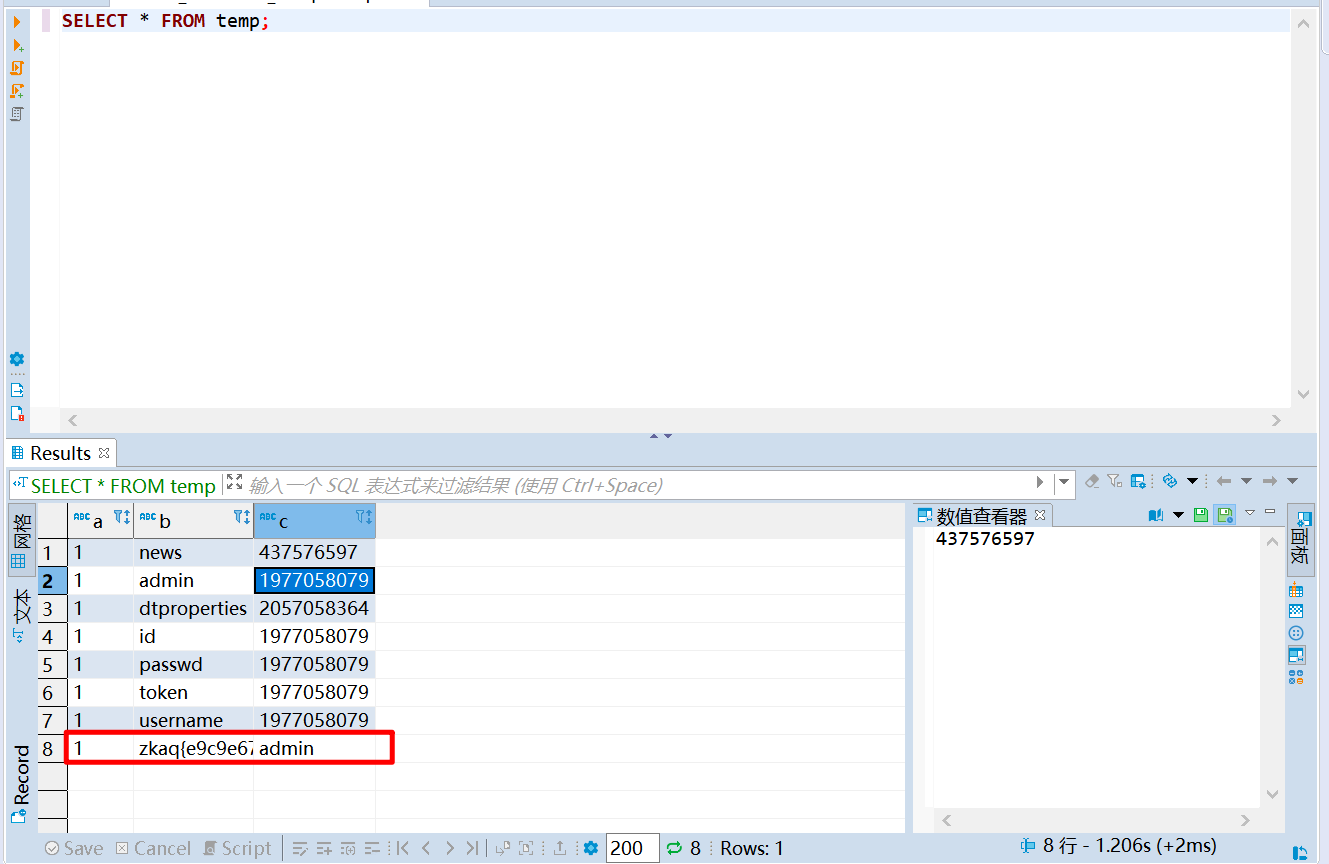 SELECT * FROM temp;
Results
SELECT * FROM temp 输入一个 SQL 表达式来过滤结果 (使用 Ctrl+Space)
网格
文本
Record
ABC a ABC b ABC c
1 1 news 437576597
2 1 admin 1977058079
3 1 dtproperties 2057058364
4 1 id 1977058079
5 1 passwd 1977058079
6 1 token 1977058079
7 1 username 1977058079
8 1 zkaq{e9c9e67 admin
数值查看器
437576597
面板
Save Cancel Script 200 8 Rows: 1
8 行 - 1.206s (+2ms)